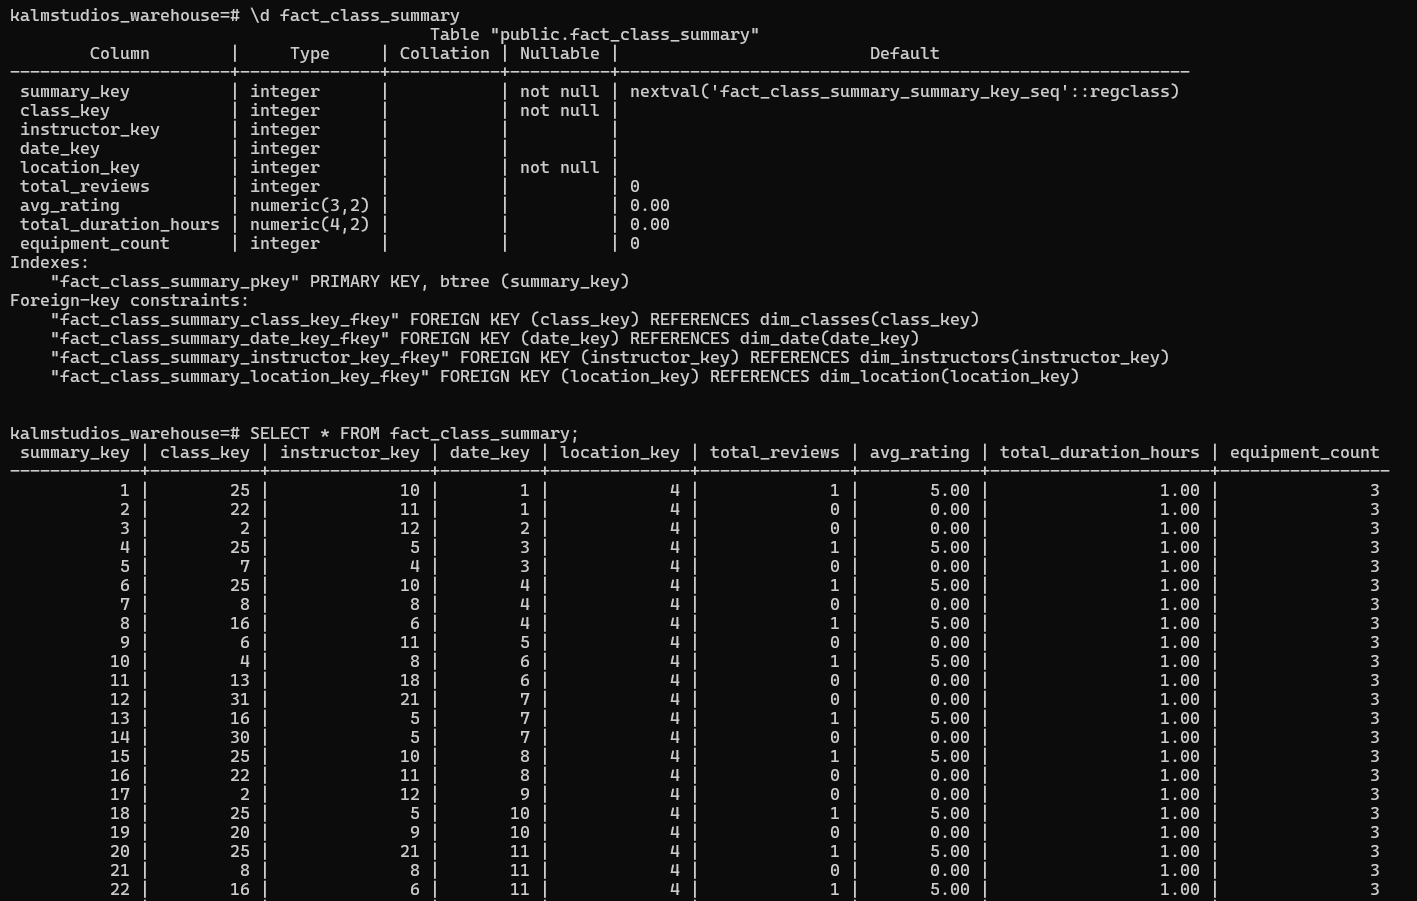 kalmstudios_warehouse=# \d fact_class_summary
Table "public.fact_class_summary"
Column | Type | Collation | Nullable | Default
----------------------+--------------+-----------+----------+---------------------------------------------------------
summary_key | integer | | not null | nextval('fact_class_summary_summary_key_seq'::regclass)
class_key | integer | | not null |
instructor_key | integer | | |
date_key | integer | | |
location_key | integer | | not null |
total_reviews | integer | | | 0
avg_rating | numeric(3,2) | | | 0.00
total_duration_hours | numeric(4,2) | | | 0.00
equipment_count | integer | | | 0
Indexes:
"fact_class_summary_pkey" PRIMARY KEY, btree (summary_key)
Foreign-key constraints:
"fact_class_summary_class_key_fkey" FOREIGN KEY (class_key) REFERENCES dim_classes(class_key)
"fact_class_summary_date_key_fkey" FOREIGN KEY (date_key) REFERENCES dim_date(date_key)
"fact_class_summary_instructor_key_fkey" FOREIGN KEY (instructor_key) REFERENCES dim_instructors(instructor_key)
"fact_class_summary_location_key_fkey" FOREIGN KEY (location_key) REFERENCES dim_location(location_key)
kalmstudios_warehouse=# SELECT * FROM fact_class_summary;
summary_key | class_key | instructor_key | date_key | location_key | total_reviews | avg_rating | total_duration_hours | equipment_count
-------------+-----------+----------------+----------+--------------+---------------+------------+----------------------+-----------------
1 | 25 | 10 | 1 | 4 | 1 | 5.00 | 1.00 | 3
2 | 22 | 11 | 1 | 4 | 0 | 0.00 | 1.00 | 3
3 | 2 | 12 | 2 | 4 | 0 | 0.00 | 1.00 | 3
4 | 25 | 5 | 3 | 4 | 1 | 5.00 | 1.00 | 3
5 | 7 | 4 | 3 | 4 | 0 | 0.00 | 1.00 | 3
6 | 25 | 10 | 4 | 4 | 1 | 5.00 | 1.00 | 3
7 | 8 | 8 | 4 | 4 | 0 | 0.00 | 1.00 | 3
8 | 16 | 6 | 4 | 4 | 1 | 5.00 | 1.00 | 3
9 | 6 | 11 | 5 | 4 | 0 | 0.00 | 1.00 | 3
10 | 4 | 8 | 6 | 4 | 1 | 5.00 | 1.00 | 3
11 | 13 | 18 | 6 | 4 | 0 | 0.00 | 1.00 | 3
12 | 31 | 21 | 7 | 4 | 0 | 0.00 | 1.00 | 3
13 | 16 | 5 | 7 | 4 | 1 | 5.00 | 1.00 | 3
14 | 30 | 5 | 7 | 4 | 0 | 0.00 | 1.00 | 3
15 | 25 | 10 | 8 | 4 | 1 | 5.00 | 1.00 | 3
16 | 22 | 11 | 8 | 4 | 0 | 0.00 | 1.00 | 3
17 | 2 | 12 | 9 | 4 | 0 | 0.00 | 1.00 | 3
18 | 25 | 5 | 10 | 4 | 1 | 5.00 | 1.00 | 3
19 | 20 | 9 | 10 | 4 | 0 | 0.00 | 1.00 | 3
20 | 25 | 21 | 11 | 4 | 1 | 5.00 | 1.00 | 3
21 | 8 | 8 | 11 | 4 | 0 | 0.00 | 1.00 | 3
22 | 16 | 6 | 11 | 4 | 1 | 5.00 | 1.00 | 3